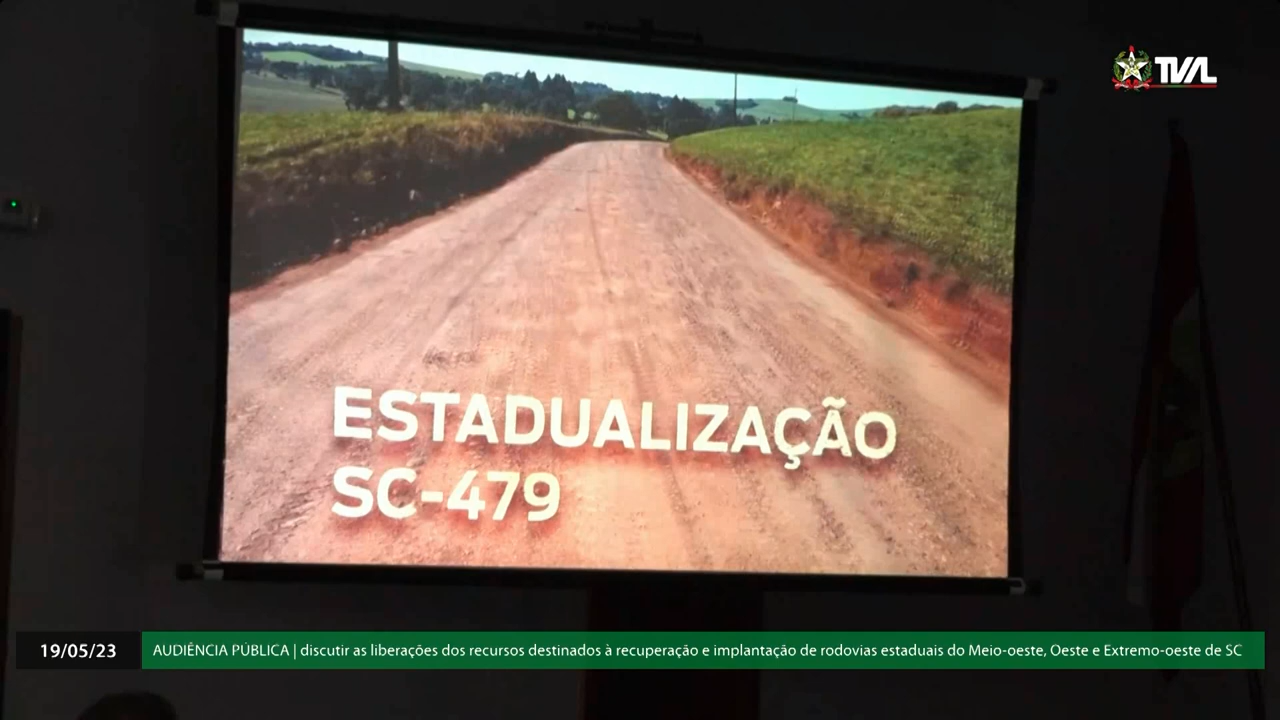 TVAL
ESTADUALIZAÇÃO
SC-479
19/05/23
AUDIÊNCIA PÚBLICA | discutir as liberações dos recursos destinados à recuperação e implantação de rodovias estaduais do Meio-oeste, Oeste e Extremo-oeste de SC